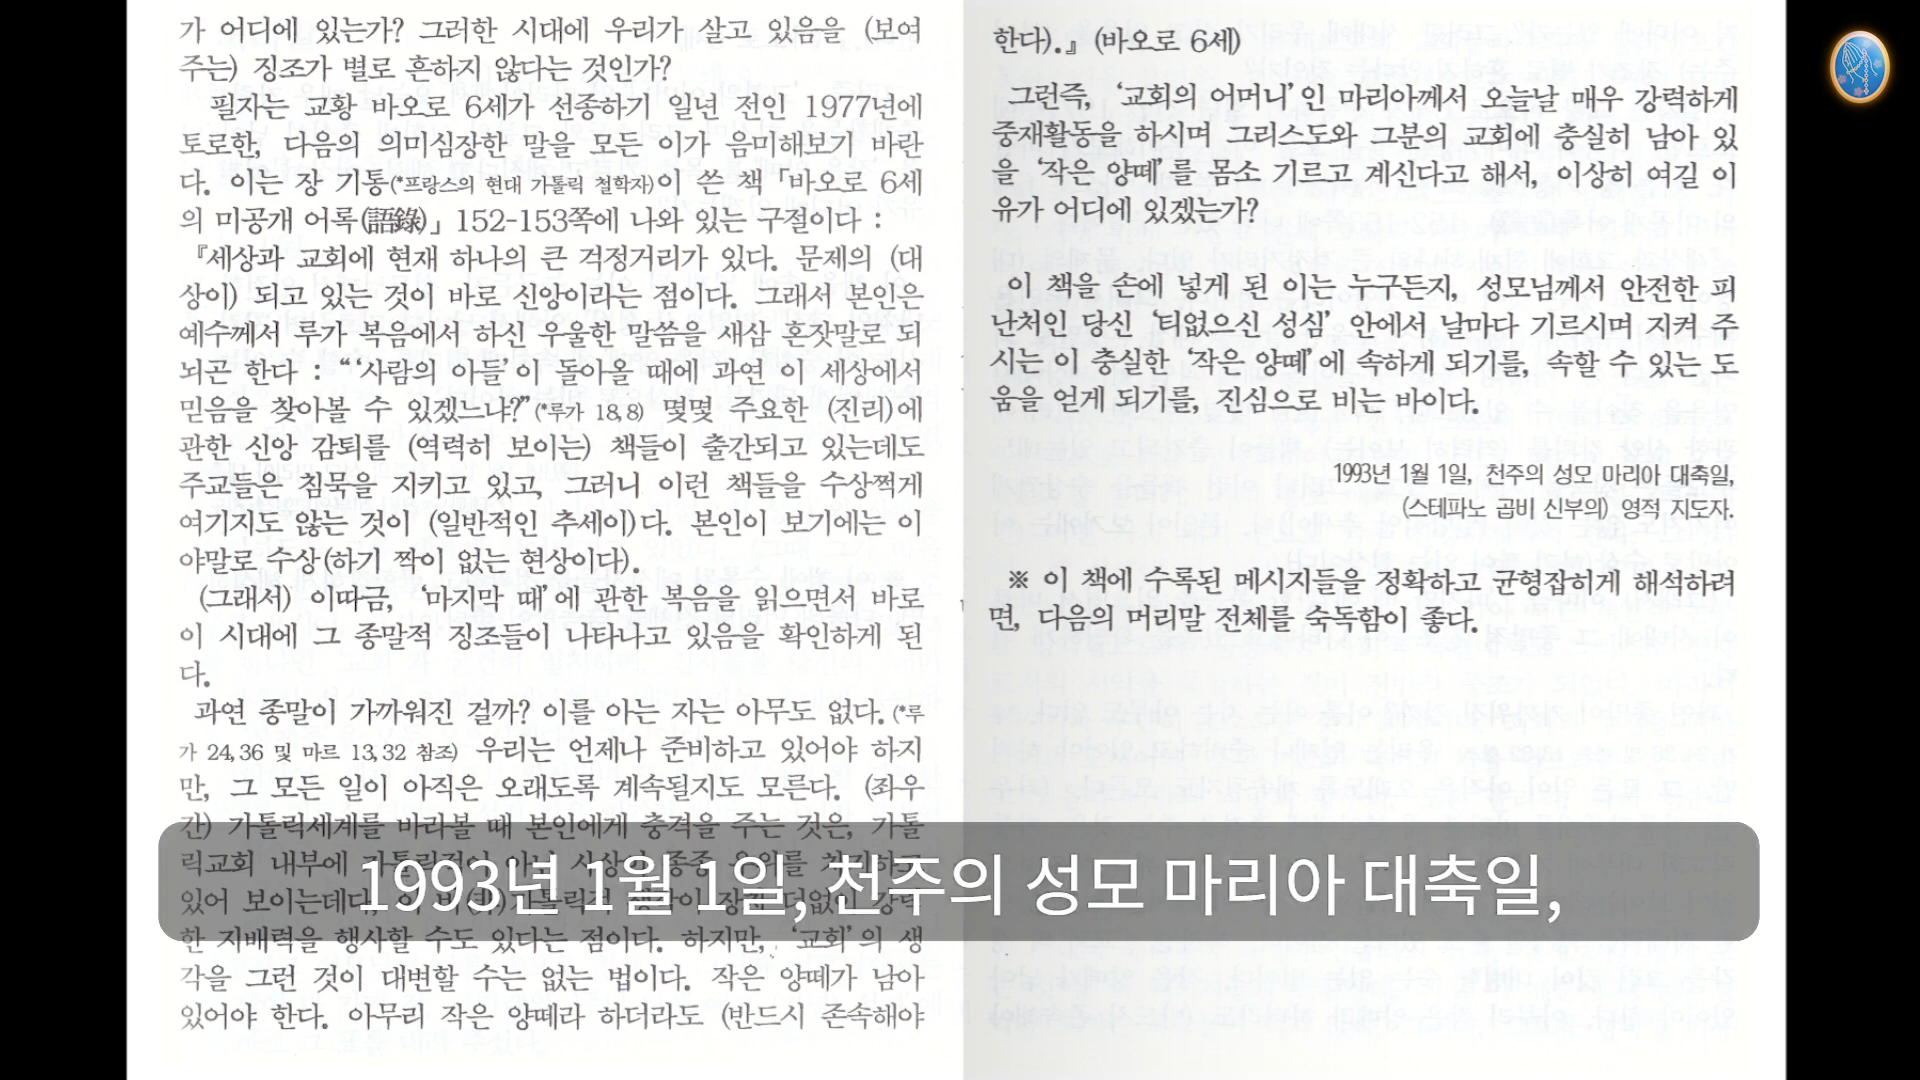 가 어디에 있는가? 그러한 시대에 우리가 살고 있음을 (보여
주는) 징조가 별로 흔하지 않다는 것인가?
필자는 교황 바오로 6세가 선종하기 일년 전인 1977년에
토로한, 다음의 의미심장한 말을 모든 이가 음미해보기 바란
다. 이는 장 기통(*프랑스의 현대 가톨릭 철학자)이 쓴 책 「바오로 6세
의 미공개 어록(語錄)」 152-153쪽에 나와 있는 구절이다 :
『세상과 교회에 현재 하나의 큰 걱정거리가 있다. 문제의 (대
상이) 되고 있는 것이 바로 신앙이라는 점이다. 그래서 본인은
예수께서 루가 복음에서 하신 우울한 말씀을 새삼 혼잣말로 되
뇌곤 한다 : “‘사람의 아들’이 돌아올 때에 과연 이 세상에서
믿음을 찾아볼 수 있겠느냐?”(*루가 18,8) 몇몇 주요한 (진리)에
관한 신앙 감퇴를 (역력히 보이는) 책들이 출간되고 있는데도
주교들은 침묵을 지키고 있고, 그러니 이런 책들을 수상쩍게
여기지도 않는 것이 (일반적인 추세이)다. 본인이 보기에는 이
야말로 수상(하기 짝이 없는 현상이다).
(그래서) 이따금, ‘마지막 때’에 관한 복음을 읽으면서 바로
이 시대에 그 종말적 징조들이 나타나고 있음을 확인하게 된
다.
과연 종말이 가까워진 걸까? 이를 아는 자는 아무도 없다.(*루
가 24,36 및 마르 13,32 참조) 우리는 언제나 준비하고 있어야 하지
만, 그 모든 일이 아직은 오래도록 계속될지도 모른다. (좌우
간) 가톨릭세계를 바라볼 때 본인에게 충격을 주는 것은, 가톨
릭교회 내부에 가톨릭적이 아닌 사상이 종종 우위를 차지하고
있어 보이는데다, 이 비(非)가톨릭적 강력
한 지배력을 행사할 수도 있다는 점이다. 하지만, ‘교회’의 생
각을 그런 것이 대변할 수는 없는 법이다. 작은 양떼가 남아
있어야 한다. 아무리 작은 양떼라 하더라도 (반드시 존속해야
한다).』(바오로 6세)
그런즉, ‘교회의 어머니’인 마리아께서 오늘날 매우 강력하게
중재활동을 하시며 그리스도와 그분의 교회에 충실히 남아 있
을 ‘작은 양떼’를 몸소 기르고 계신다고 해서, 이상히 여길 이
유가 어디에 있겠는가?
이 책을 손에 넣게 된 이는 누구든지, 성모님께서 안전한 피
난처인 당신 ‘티없으신 성심’ 안에서 날마다 기르시며 지켜 주
시는 이 충실한 ‘작은 양떼’에 속하게 되기를, 속할 수 있는 도
움을 얻게 되기를, 진심으로 비는 바이다.
1993년 1월 1일, 천주의 성모 마리아 대축일,
(스테파노 곱비 신부의) 영적 지도자.
※ 이 책에 수록된 메시지들을 정확하고 균형잡히게 해석하려
면, 다음의 머리말 전체를 숙독함이 좋다.
1993년 1월 1일, 천주의 성모 마리아 대축일,